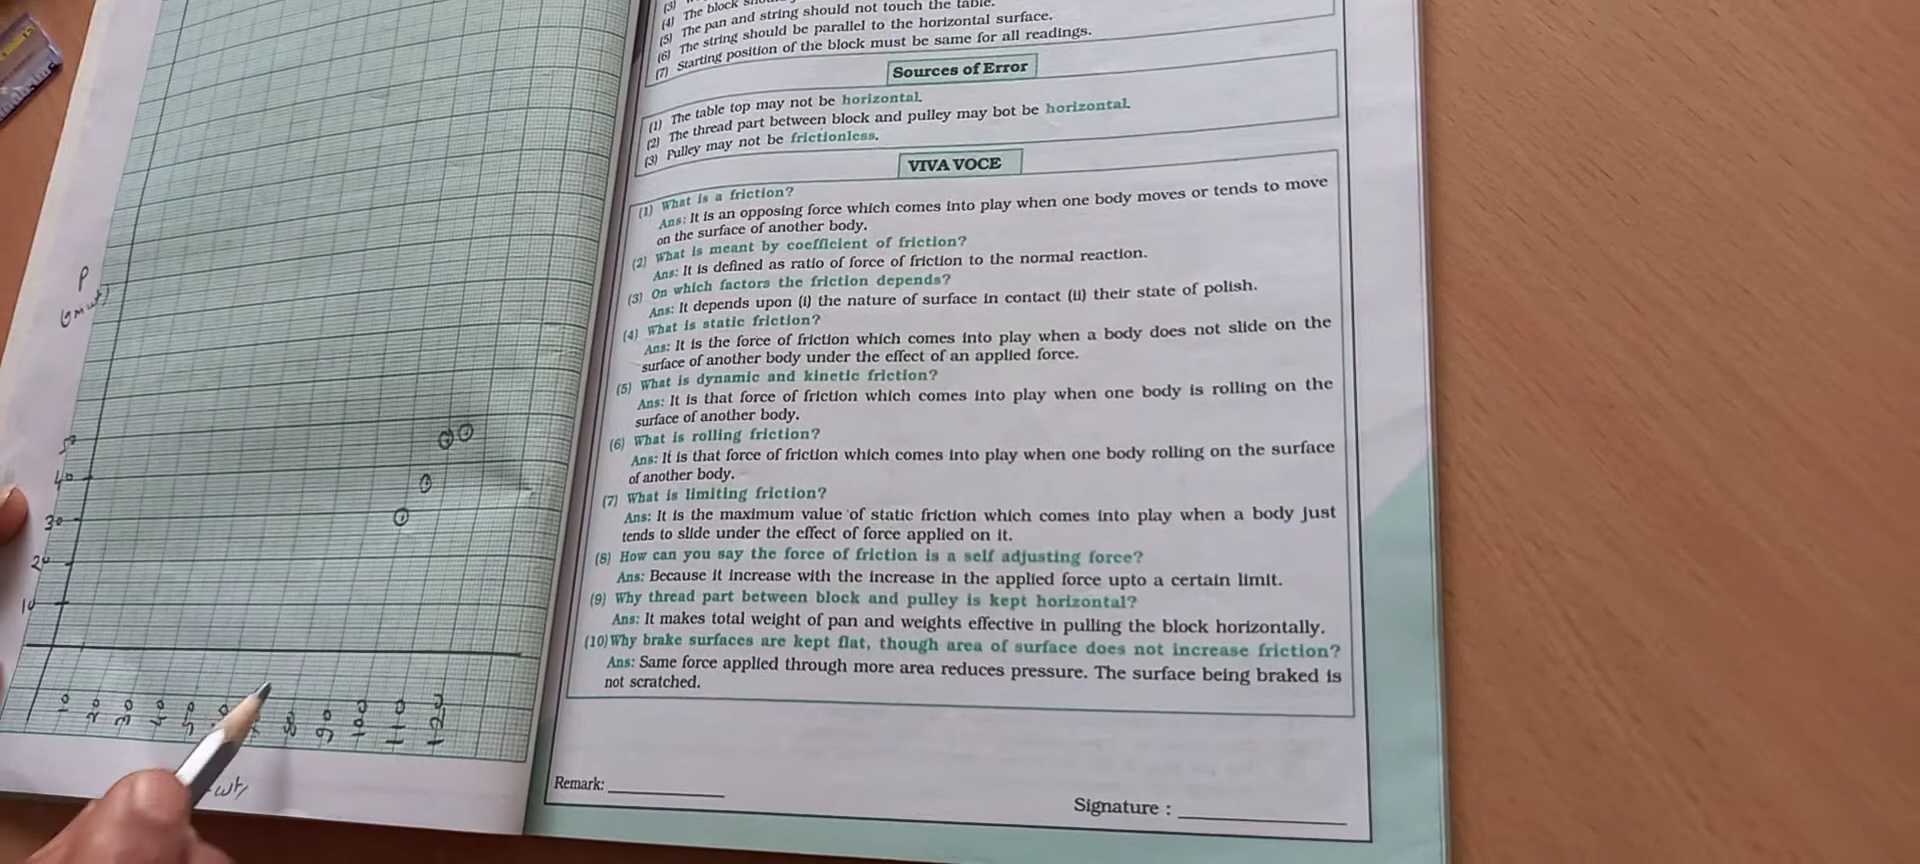 (4) The block
(5) The pan and string should not touch the table.
(6) The string should be parallel to the horizontal surface.
(7) Starting position of the block must be same for all readings.
Sources of Error
(1) The table top may not be horizontal.
(2) The thread part between block and pulley may bot be horizontal.
(3) Pulley may not be frictionless.
VIVA VOCE
(1) What is a friction?
Ans: It is an opposing force which comes into play when one body moves or tends to move
on the surface of another body.
(2) What is meant by coefficient of friction?
Ans: It is defined as ratio of force of friction to the normal reaction.
(3) On which factors the friction depends?
Ans: It depends upon (i) the nature of surface in contact (ii) their state of polish.
(4) What is static friction?
Ans: It is the force of friction which comes into play when a body does not slide on the
surface of another body under the effect of an applied force.
(5) What is dynamic and kinetic friction?
Ans: It is that force of friction which comes into play when one body is rolling on the
surface of another body.
(6) What is rolling friction?
Ans: It is that force of friction which comes into play when one body rolling on the surface
of another body.
(7) What is limiting friction?
Ans: It is the maximum value of static friction which comes into play when a body just
tends to slide under the effect of force applied on it.
(8) How can you say the force of friction is a self adjusting force?
Ans: Because it increase with the increase in the applied force upto a certain limit.
(9) Why thread part between block and pulley is kept horizontal?
Ans: It makes total weight of pan and weights effective in pulling the block horizontally.
(10) Why brake surfaces are kept flat, though area of surface does not increase friction?
Ans: Same force applied through more area reduces pressure. The surface being braked is
not scratched.
Remark:
Signature :
P
(gm wt)
50
40
30
20
10
10 20 30 40 50 80 90 100 110 120
wt)
15